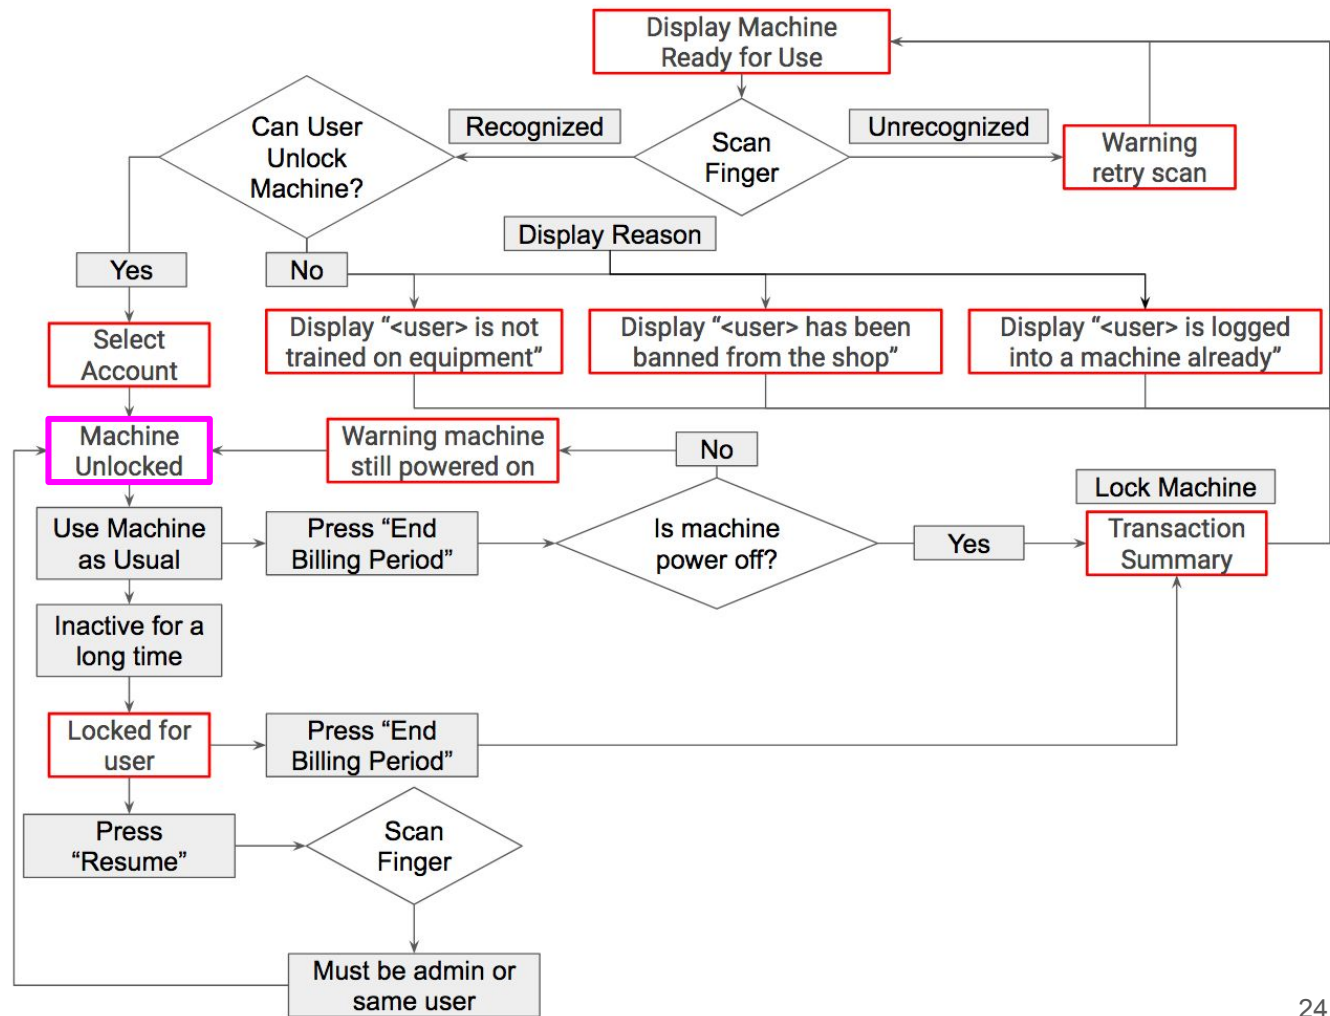 Display Machine
Ready for Use
Can User
Unlock
Machine?
Recognized
Scan
Finger
Unrecognized
Warning
retry scan
Display Reason
Yes
No
Select
Account
Display “<user> is not
trained on equipment”
Display “<user> has been
banned from the shop”
Display “<user> is logged
into a machine already”
Machine
Unlocked
Warning machine
still powered on
No
Lock Machine
Use Machine
as Usual
Press “End
Billing Period”
Is machine
power off?
Yes
Transaction
Summary
Inactive for a
long time
Locked for
user
Press “End
Billing Period”
Press
“Resume”
Scan
Finger
Must be admin or
same user
24